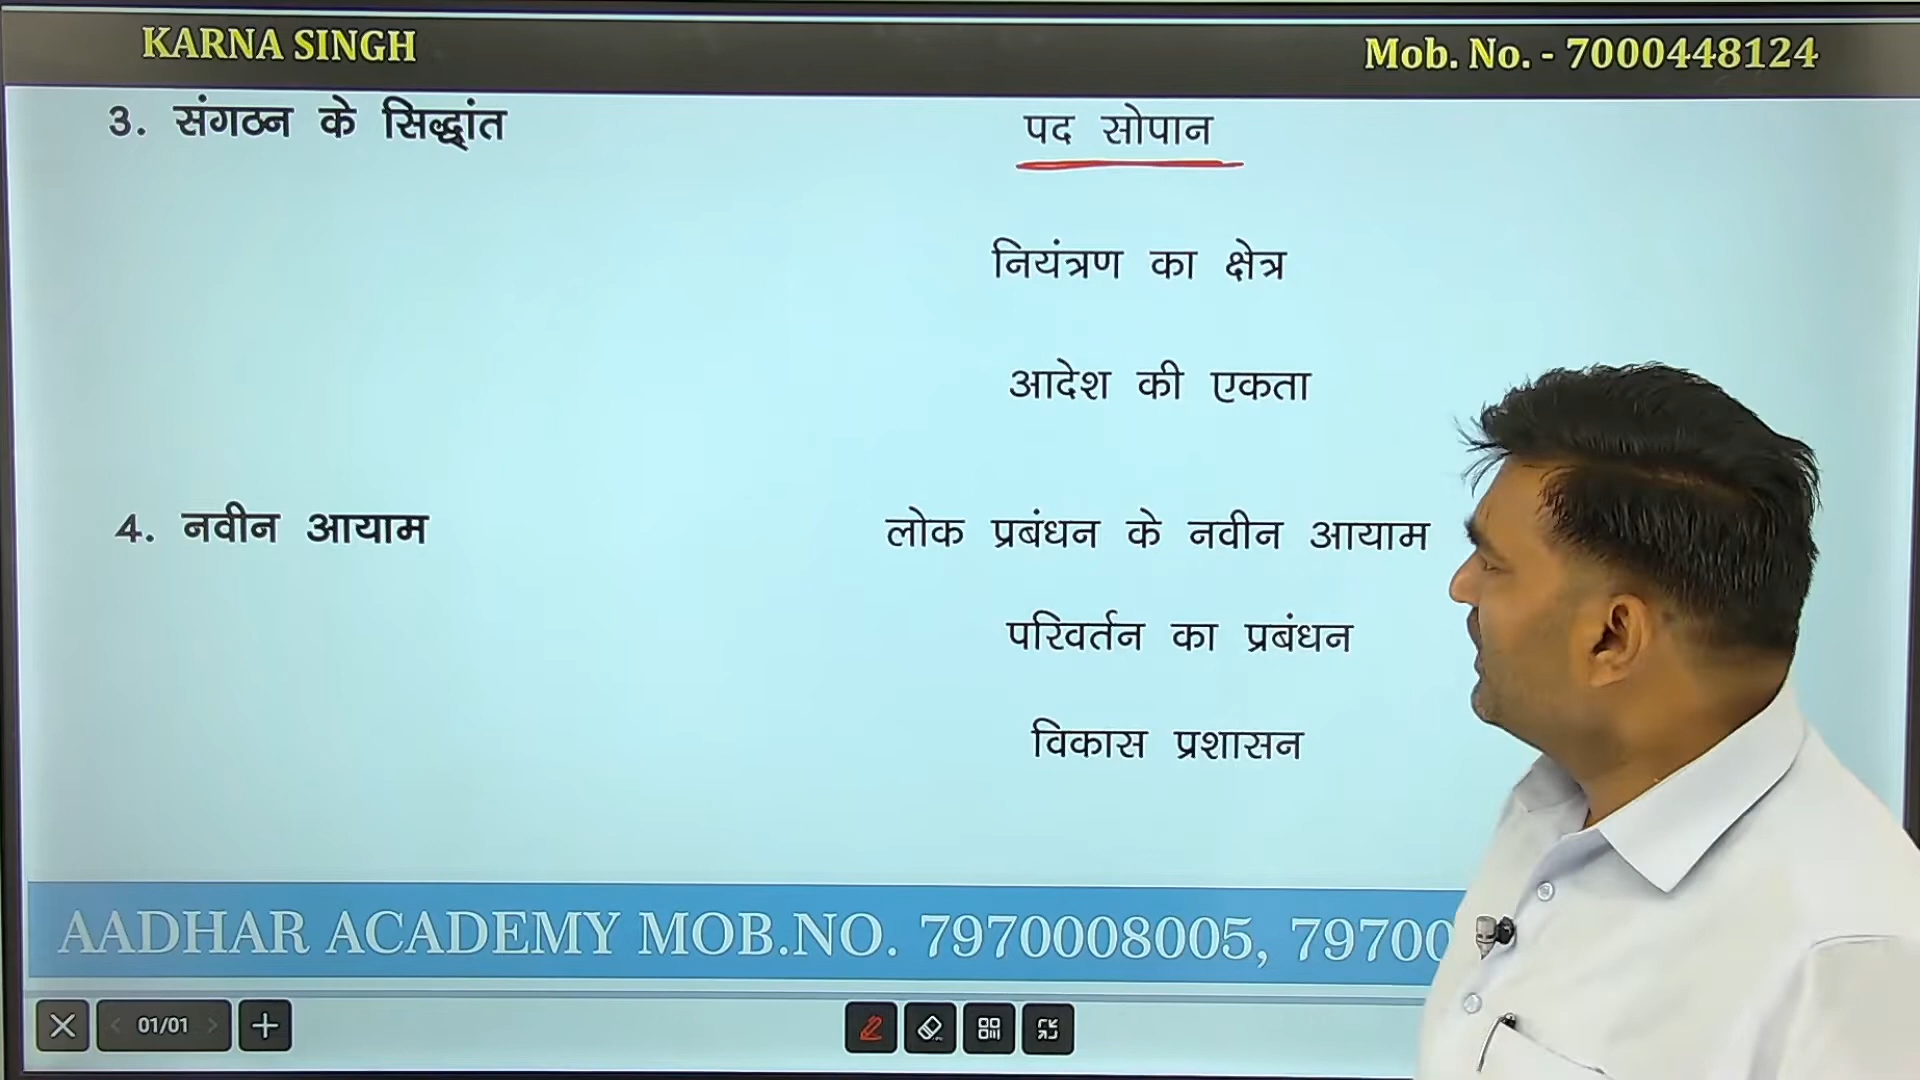 KARNA SINGH
Mob. No. - 7000448124
3. संगठन के सिद्धांत
पद सोपान
नियंत्रण का क्षेत्र
आदेश की एकता
4. नवीन आयाम
लोक प्रबंधन के नवीन आयाम
परिवर्तन का प्रबंधन
विकास प्रशासन
AADHAR ACADEMY MOB.NO. 7970008005, 79700
01/01